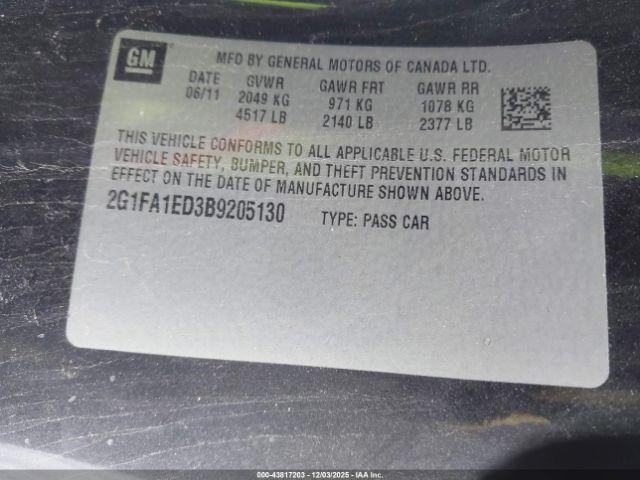 GM
MFD BY GENERAL MOTORS OF CANADA LTD.
DATE GVWR GAWR FRT GAWR RR
06/11 2049 KG 971 KG 1078 KG
4517 LB 2140 LB 2377 LB
THIS VEHICLE CONFORMS TO ALL APPLICABLE U.S. FEDERAL MOTOR
VEHICLE SAFETY, BUMPER, AND THEFT PREVENTION STANDARDS IN
EFFECT ON THE DATE OF MANUFACTURE SHOWN ABOVE.
2G1FA1ED3B9205130 TYPE: PASS CAR
000-43817203 - 12/03/2025 - IAAI.COM